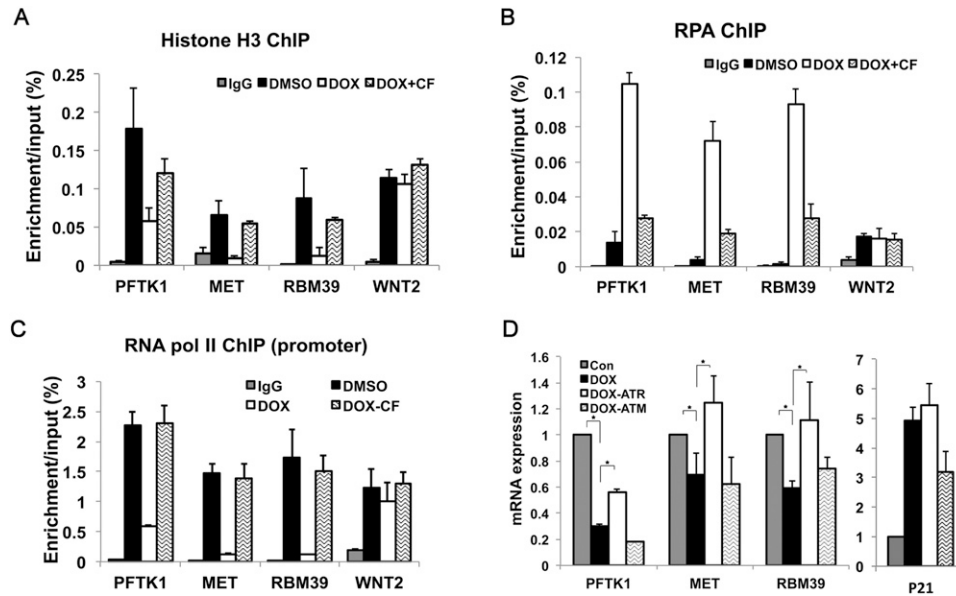 A
Histone H3 ChIP
IgG DMSO DOX DOX+CF
Enrichment/input (%)
0.25
0.2
0.15
0.1
0.05
0
PFTK1 MET RBM39 WNT2
B
RPA ChIP
IgG DMSO DOX DOX+CF
Enrichment/input (%)
0.12
0.1
0.08
0.06
0.04
0.02
0
PFTK1 MET RBM39 WNT2
C
RNA pol II ChIP (promoter)
IgG DMSO
DOX DOX-CF
Enrichment/input (%)
3
2.5
2
1.5
1
0.5
0
PFTK1 MET RBM39 WNT2
D
Con
DOX
DOX-ATR
DOX-ATM
mRNA expression
1.6
1.4
1.2
1
0.8
0.6
0.4
0.2
0
* * * * * *
PFTK1 MET RBM39
7
6
5
4
3
2
1
0
P21